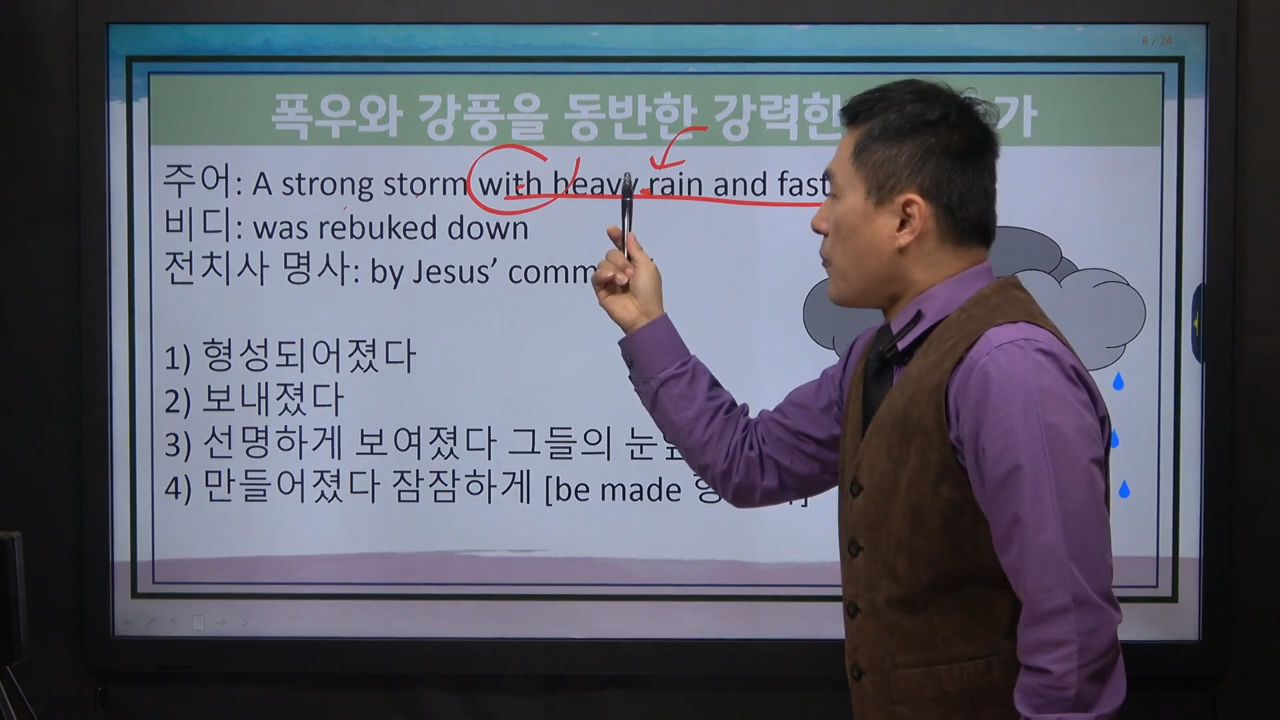 8 / 24
폭우와 강풍을 동반한 강력한 가
주어: A strong storm with heavy rain and fast
비디: was rebuked down
전치사 명사: by Jesus’ comm
1) 형성되어졌다
2) 보내졌다
3) 선명하게 보여졌다 그들의
4) 만들어졌다 잠잠하게 [be made